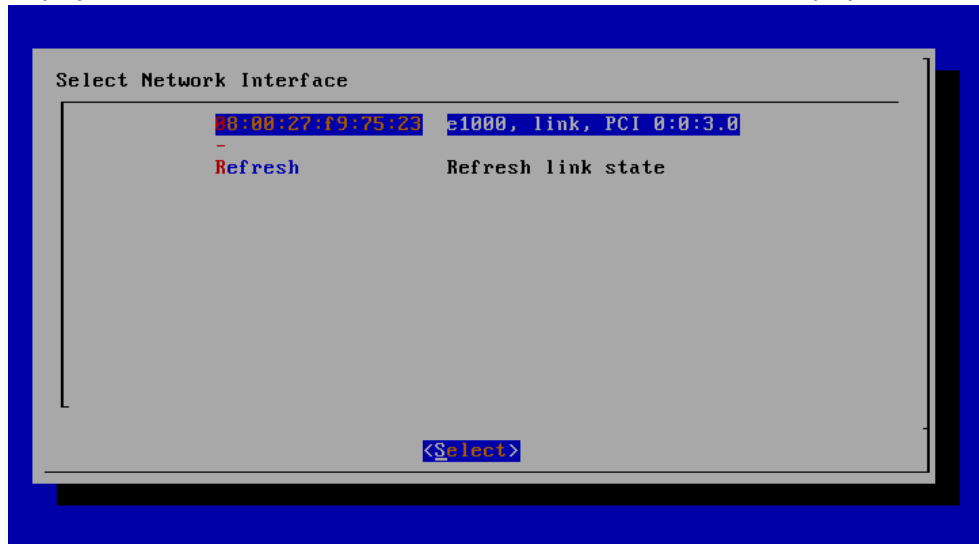 Select Network Interface
08:00:27:f9:75:23 e1000, link, PCI 0:0:3.0
-
Refresh Refresh link state
<Select>